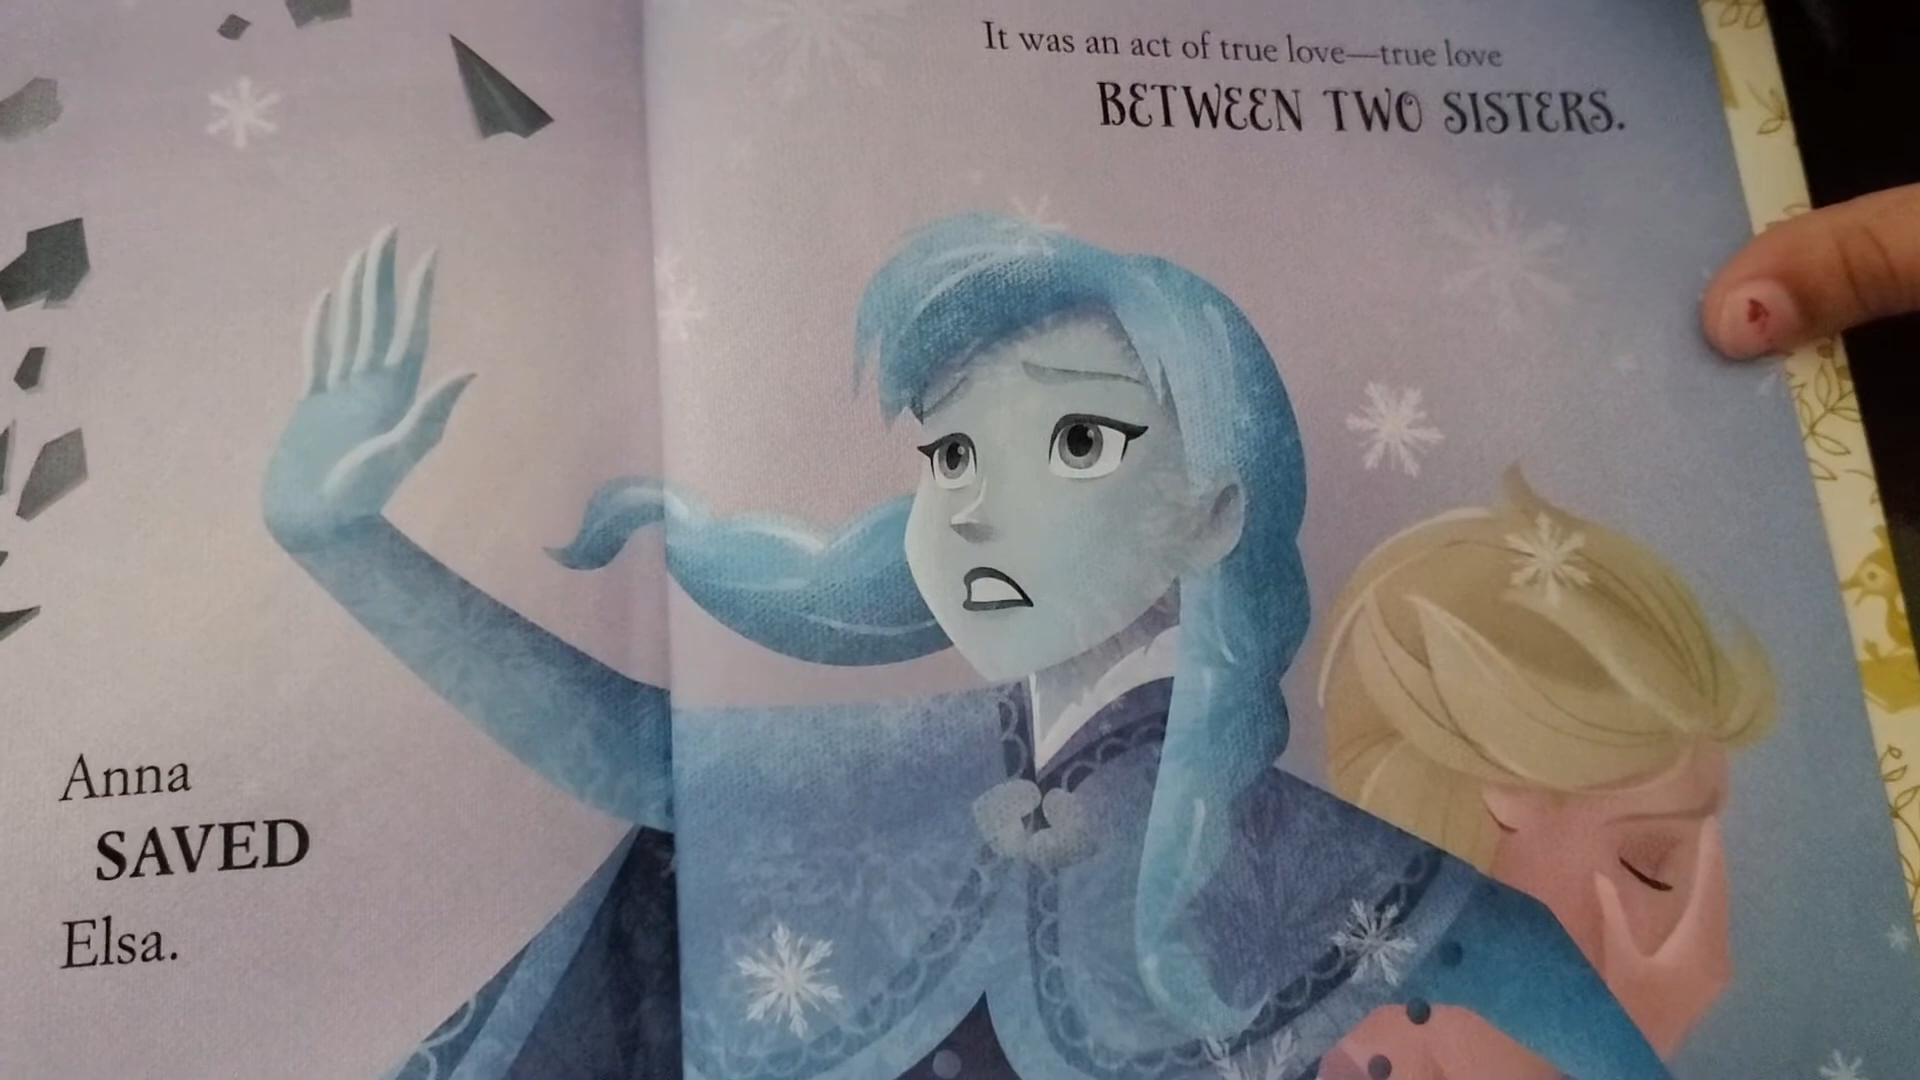 Anna
SAVED
Elsa.
It was an act of true love—true love
BETWEEN TWO SISTERS.